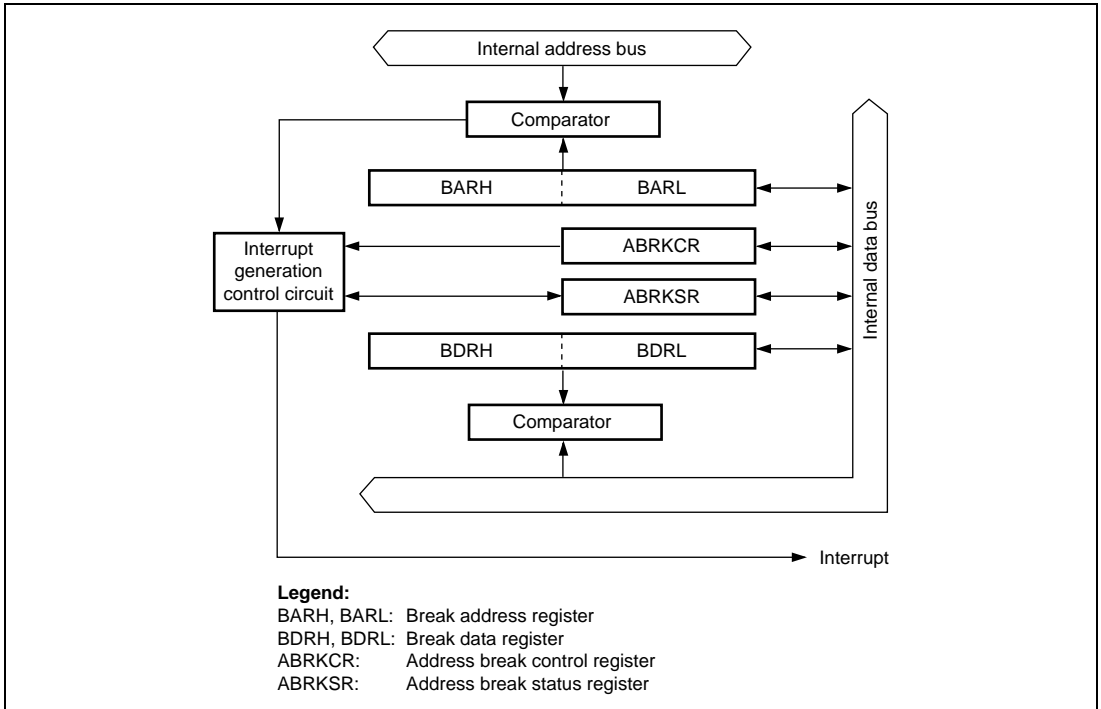 Internal address bus
Comparator
BARH BARL
Internal data bus
Interrupt
generation
control circuit
ABRKCR
ABRKSR
BDRH BDRL
Comparator
Interrupt
Legend:
BARH, BARL: Break address register
BDRH, BDRL: Break data register
ABRKCR: Address break control register
ABRKSR: Address break status register